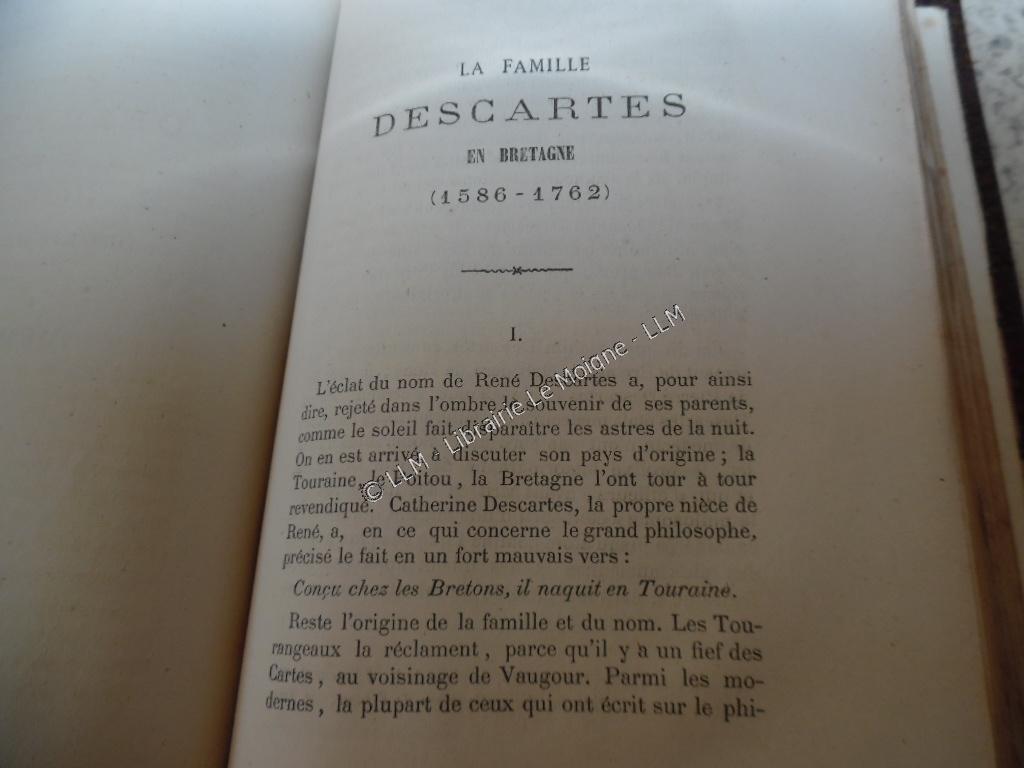 LA FAMILLE
DESCARTES
EN BRETAGNE
(1586-1762)
I.
L'éclat du nom de René Descartes a, pour ainsi
dire, rejeté dans l'ombre le souvenir de ses parents,
comme le soleil fait disparaître les astres de la nuit.
On en est arrivé à discuter son pays d'origine ; la
Touraine, le Poitou, la Bretagne l'ont tour à tour
revendiqué. Catherine Descartes, la propre nièce de
René, a, en ce qui concerne le grand philosophe,
précisé le fait en un fort mauvais vers :
Conçu chez les Bretons, il naquit en Touraine.
Reste l'origine de la famille et du nom. Les Tou-
rangeaux la réclament, parce qu'il y a un fief des
Cartes, au voisinage de Vaugour. Parmi les mo-
dernes, la plupart de ceux qui ont écrit sur le phi-
© LLM - Librairie Le Moigne - LLM